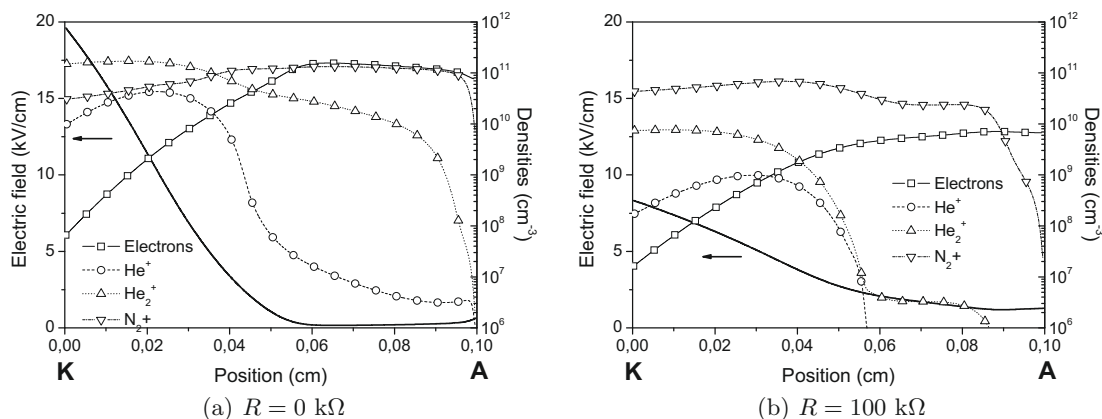 20
15
10
5
0
Electric field (kV/cm)
10^12
10^11
10^10
10^9
10^8
10^7
10^6
Densities (cm^-3)
Electrons
He^+
He_2^+
N_2+
0,00 0,02 0,04 0,06 0,08 0,10
K Position (cm) A
(a) R = 0 kΩ
20
15
10
5
0
Electric field (kV/cm)
10^12
10^11
10^10
10^9
10^8
10^7
10^6
Densities (cm^-3)
Electrons
He^+
He_2^+
N_2+
0,00 0,02 0,04 0,06 0,08 0,10
K Position (cm) A
(b) R = 100 kΩ